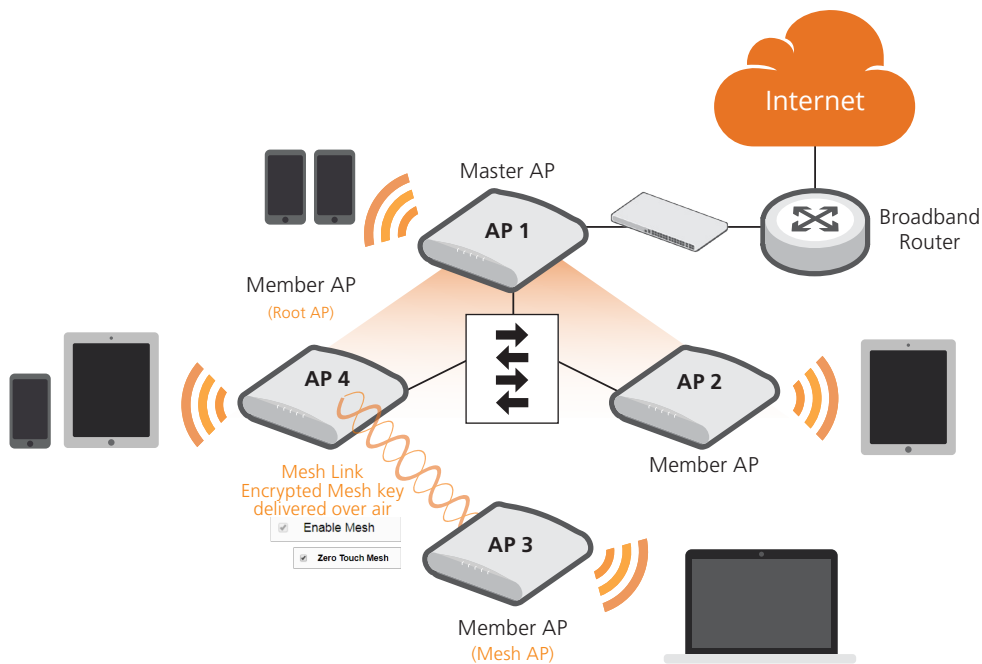 Internet
Master AP
AP 1
Broadband
Router
Member AP
(Root AP)
AP 4
AP 2
Member AP
Mesh Link
Encrypted Mesh key
delivered over air
Enable Mesh
Zero Touch Mesh
AP 3
Member AP
(Mesh AP)